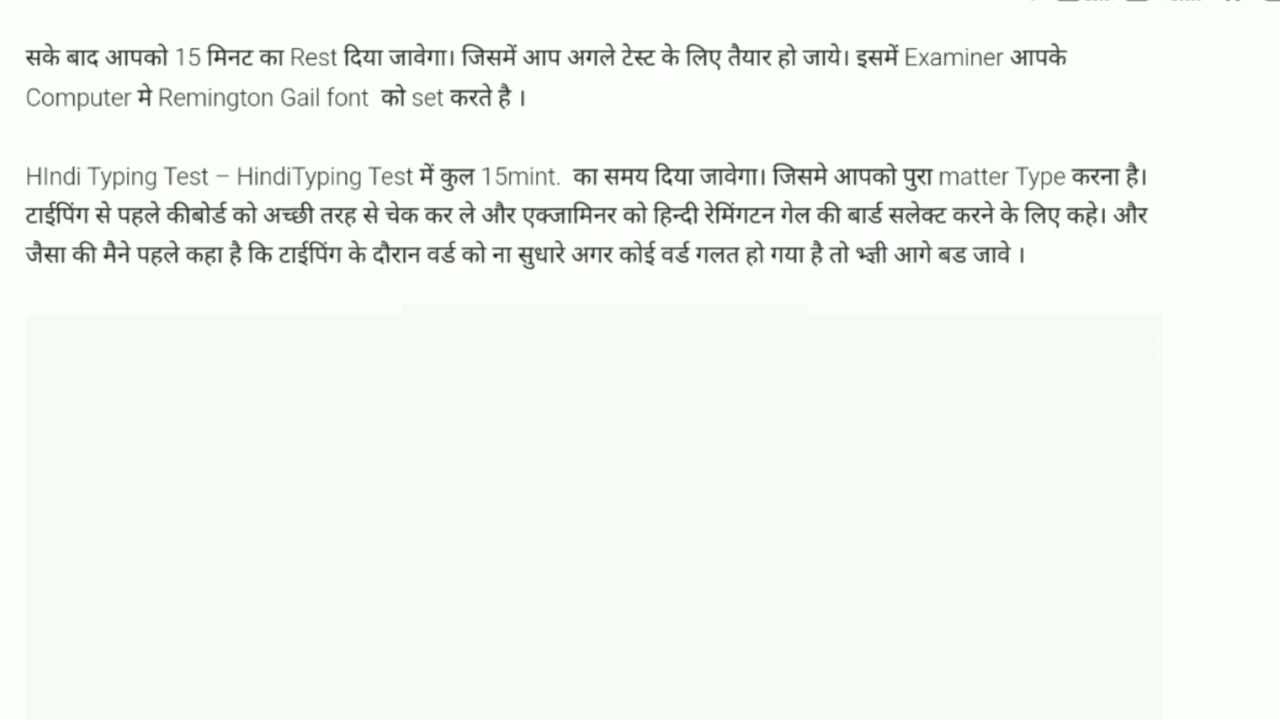 सके बाद आपको 15 मिनट का Rest दिया जावेगा। जिसमें आप अगले टेस्ट के लिए तैयार हो जाये। इसमें Examiner आपके
Computer मे Remington Gail font को set करते है ।
HIndi Typing Test – HindiTyping Test में कुल 15mint. का समय दिया जावेगा। जिसमे आपको पुरा matter Type करना है।
टाईपिंग से पहले कीबोर्ड को अच्छी तरह से चेक कर ले और एक्जामिनर को हिन्दी रेमिंगटन गेल की बार्ड सलेक्ट करने के लिए कहे। और
जैसा की मैने पहले कहा है कि टाईपिंग के दौरान वर्ड को ना सुधारे अगर कोई वर्ड गलत हो गया है तो भ्ज्ञी आगे बड जावे ।